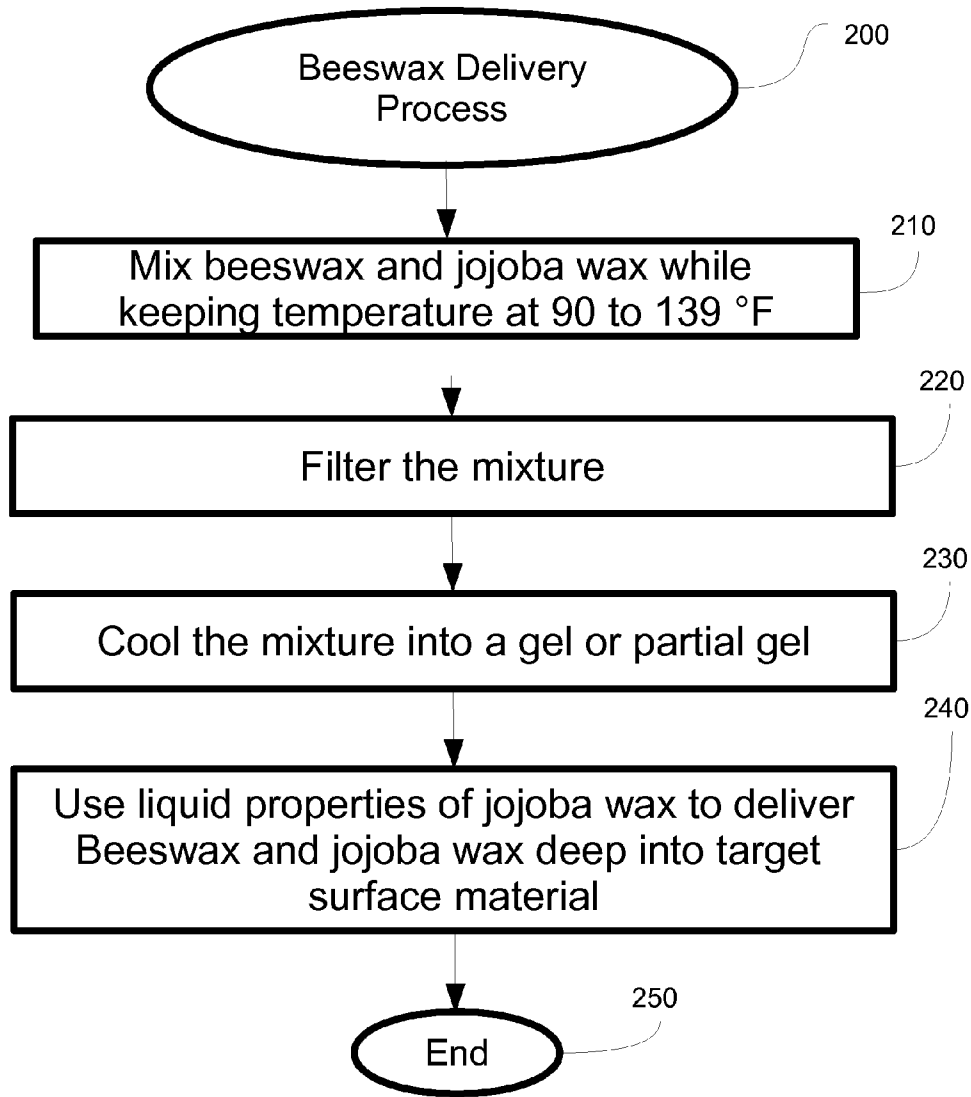 Beeswax Delivery
Process
200
210
Mix beeswax and jojoba wax while
keeping temperature at 90 to 139 °F
220
Filter the mixture
230
Cool the mixture into a gel or partial gel
240
Use liquid properties of jojoba wax to deliver
Beeswax and jojoba wax deep into target
surface material
250
End